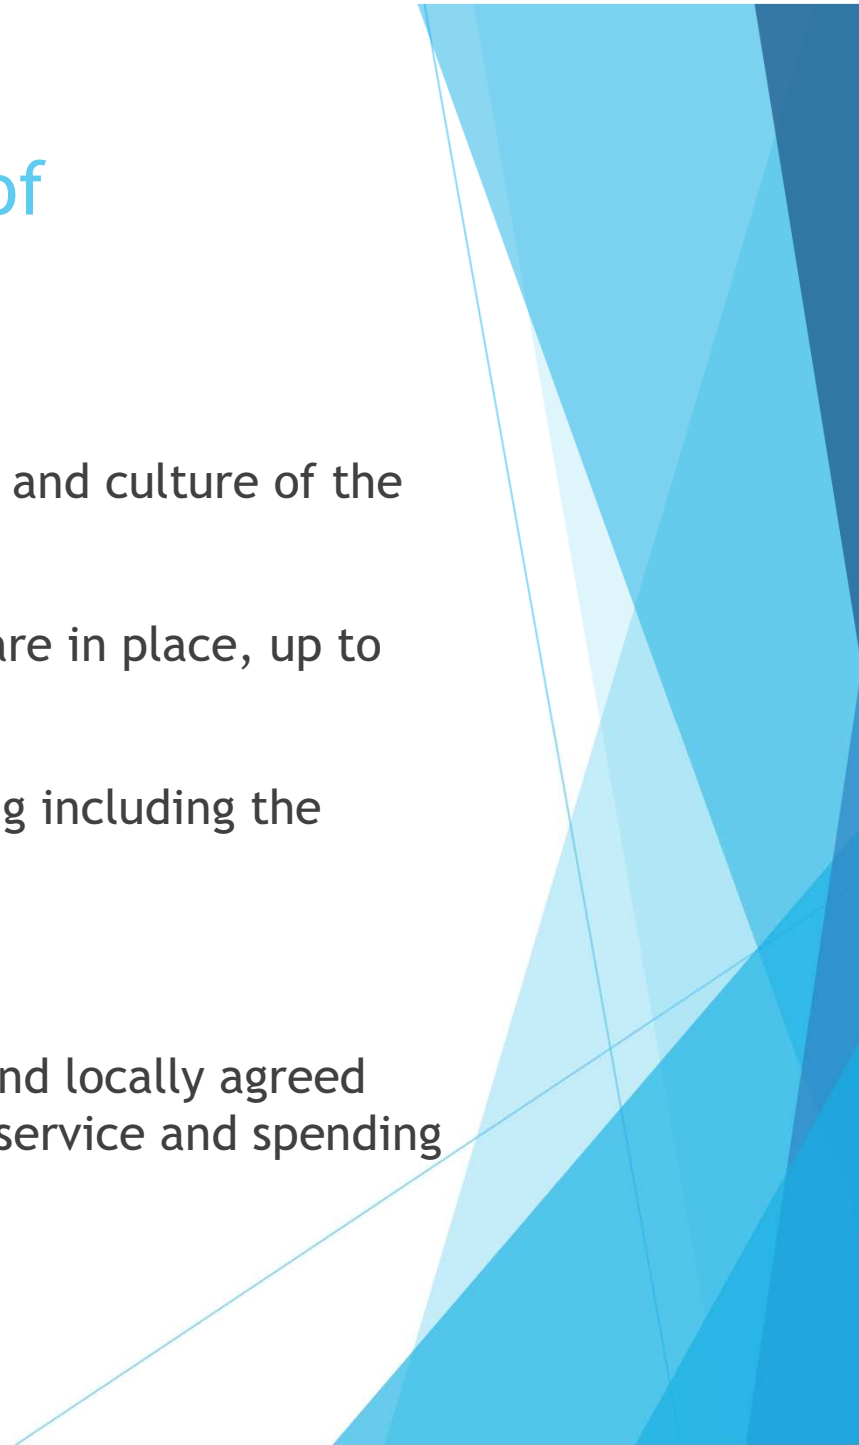 of
and culture of the
are in place, up to
g including the
nd locally agreed
service and spending